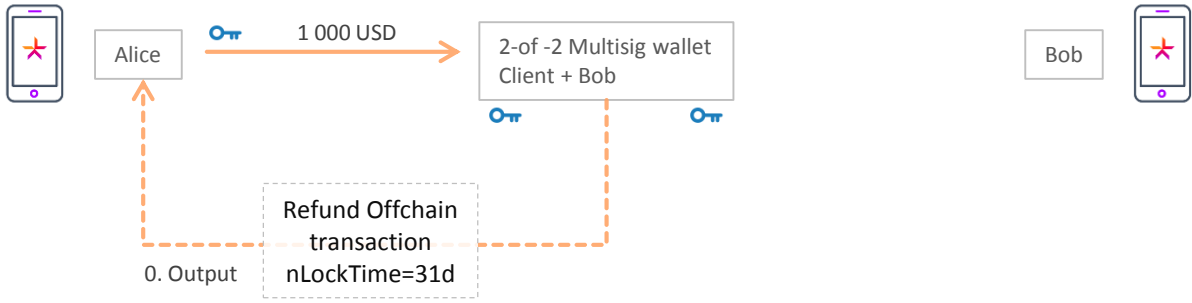 Alice
1 000 USD
2-of -2 Multisig wallet
Client + Bob
Bob
Refund Offchain
transaction
nLockTime=31d
0. Output